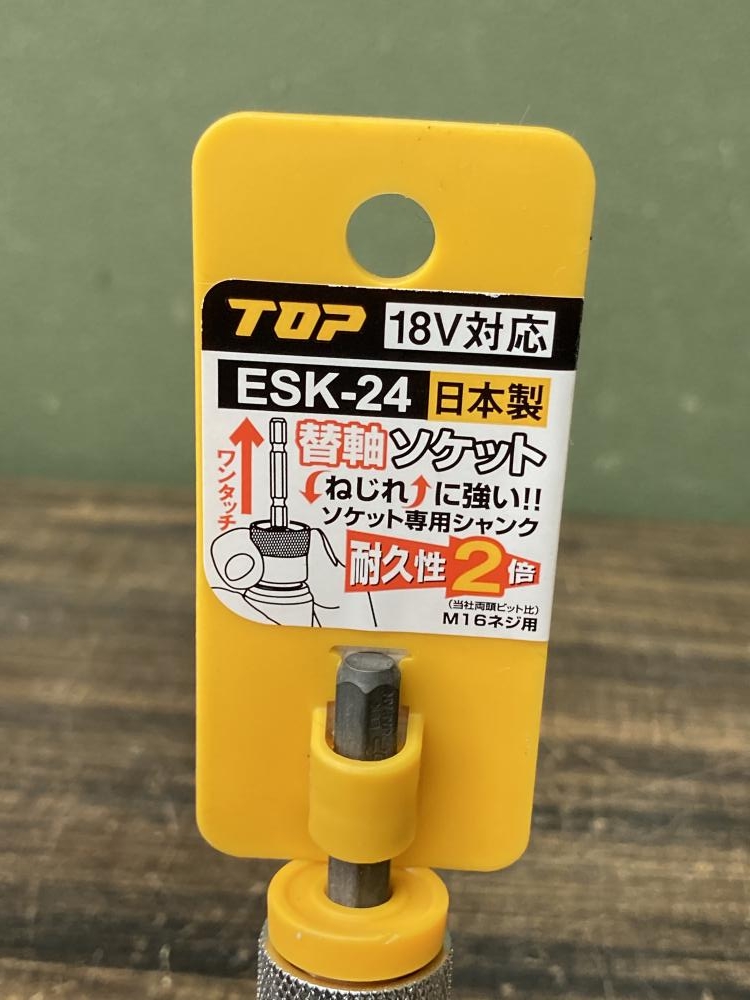 TOP 18V対応
ESK-24 日本製
ワンタッチ
替軸ソケット
ねじれに強い!!
ソケット専用シャンク
耐久性2倍
(当社両頭ビット比)
M16ネジ用